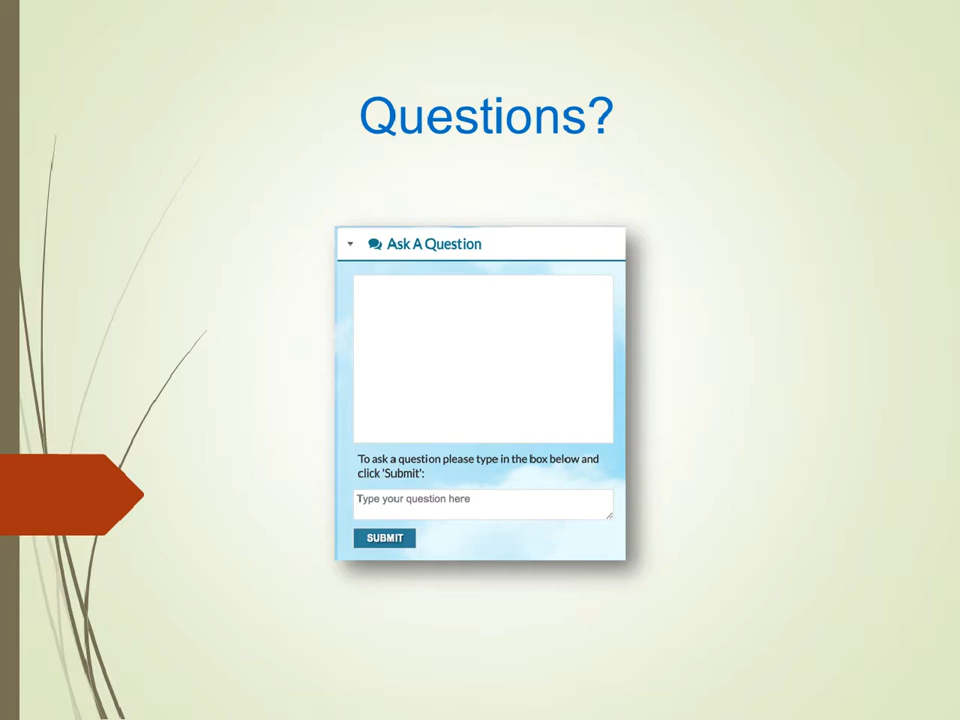 Questions?
Ask A Question
To ask a question please type in the box below and
click 'Submit':
Type your question here
SUBMIT